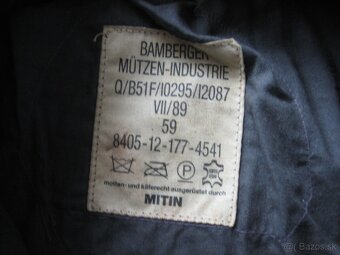 BAMBERGER
MÜTZEN-INDUSTRIE
Q/B51F/I0295/I2087
VII/89
59
8405-12-177-4541
P
motten- und käferecht ausgerüstet durch
MITIN
Bazos.sk